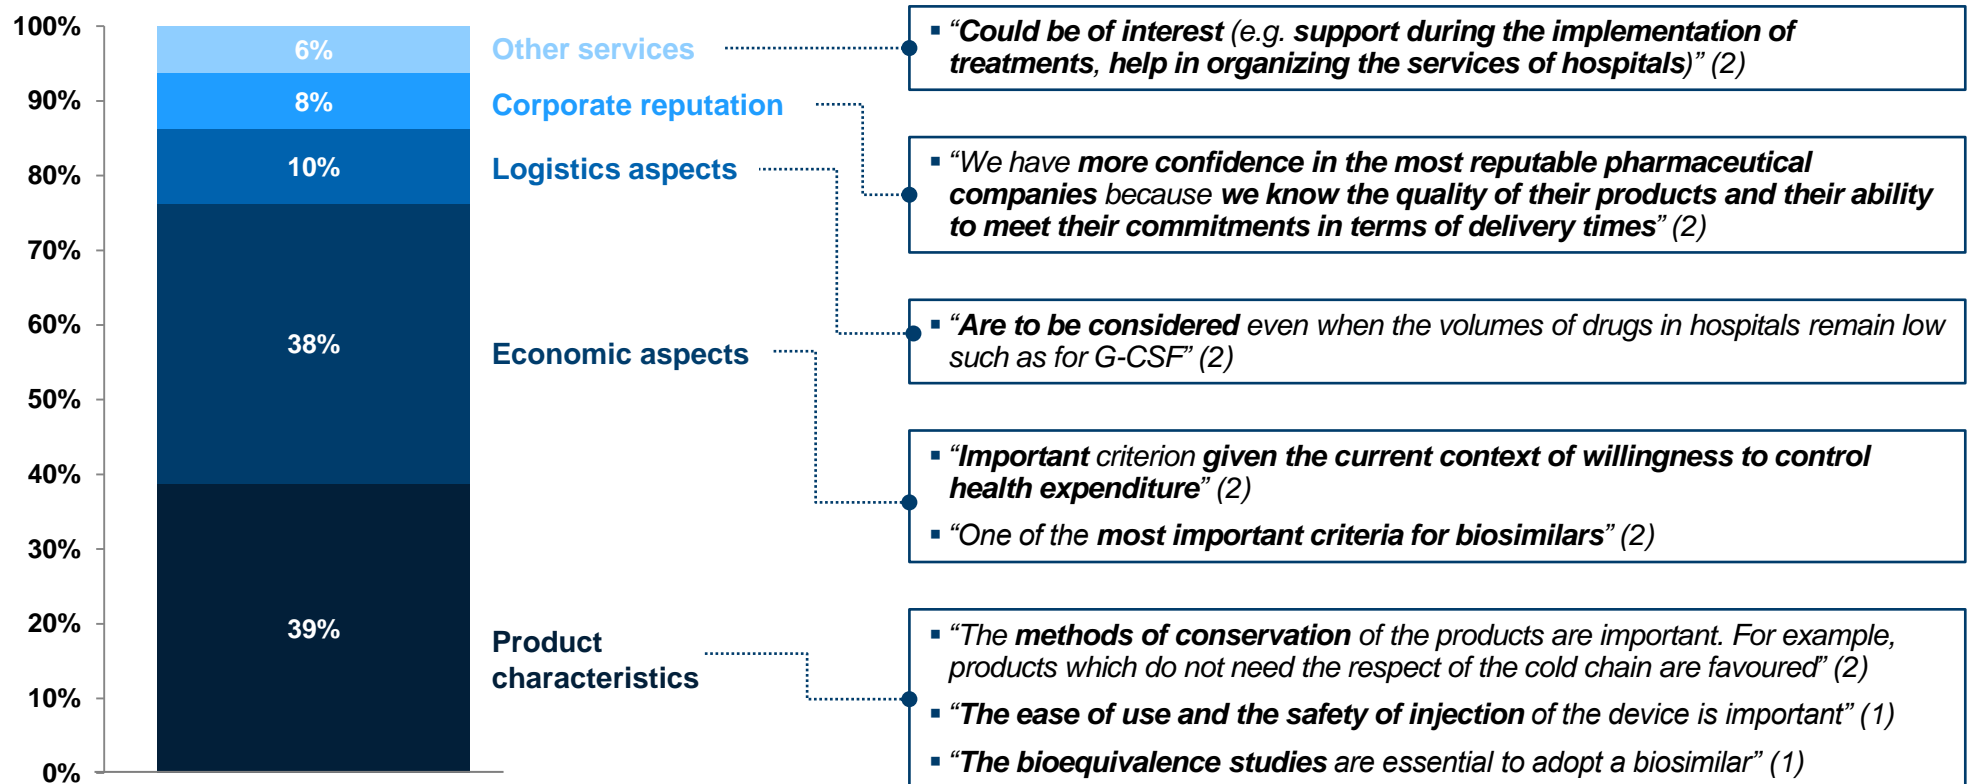 100%
90%
80%
70%
60%
50%
40%
30%
20%
10%
0%
6%
8%
10%
38%
39%
Other services
Corporate reputation
Logistics aspects
Economic aspects
Product
characteristics
▪ “Could be of interest (e.g. support during the implementation of
treatments, help in organizing the services of hospitals)” (2)
▪ “We have more confidence in the most reputable pharmaceutical
companies because we know the quality of their products and their ability
to meet their commitments in terms of delivery times” (2)
▪ “Are to be considered even when the volumes of drugs in hospitals remain low
such as for G-CSF” (2)
▪ “Important criterion given the current context of willingness to control
health expenditure” (2)
▪ “One of the most important criteria for biosimilars” (2)
▪ “The methods of conservation of the products are important. For example,
products which do not need the respect of the cold chain are favoured” (2)
▪ “The ease of use and the safety of injection of the device is important” (1)
▪ “The bioequivalence studies are essential to adopt a biosimilar” (1)